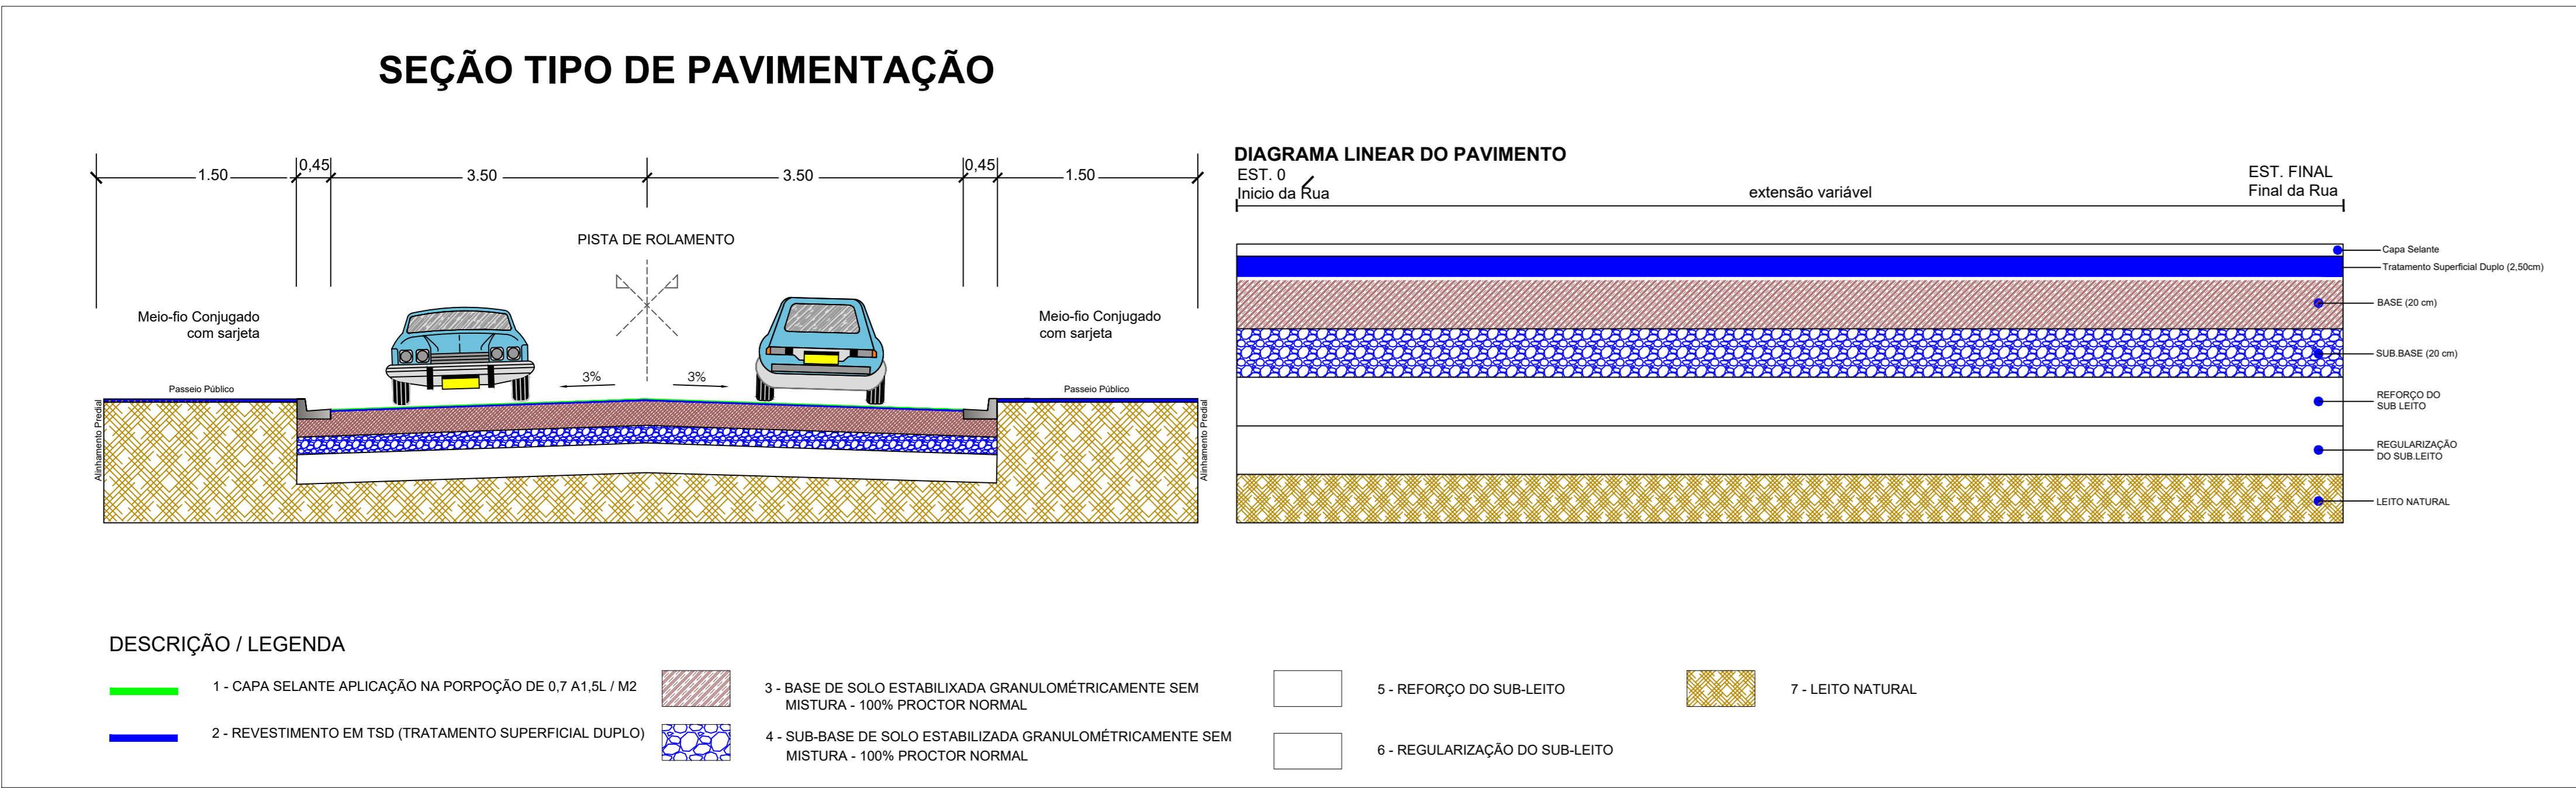 SEÇÃO TIPO DE PAVIMENTAÇÃO
1.50
0,45
3.50
3.50
0,45
1.50
PISTA DE ROLAMENTO
Meio-fio Conjugado
com sarjeta
Meio-fio Conjugado
com sarjeta
3%
3%
Passeio Público
Passeio Público
Alinhamento Predial
Alinhamento Predial
DIAGRAMA LINEAR DO PAVIMENTO
EST. 0
Inicio da Rua
extensão variável
EST. FINAL
Final da Rua
Capa Selante
Tratamento Superficial Duplo (2,50cm)
BASE (20 cm)
SUB.BASE (20 cm)
REFORÇO DO
SUB LEITO
REGULARIZAÇÃO
DO SUB.LEITO
LEITO NATURAL
DESCRIÇÃO / LEGENDA
1 - CAPA SELANTE APLICAÇÃO NA PORPOÇÃO DE 0,7 A1,5L / M2
2 - REVESTIMENTO EM TSD (TRATAMENTO SUPERFICIAL DUPLO)
3 - BASE DE SOLO ESTABILIXADA GRANULOMÉTRICAMENTE SEM
MISTURA - 100% PROCTOR NORMAL
4 - SUB-BASE DE SOLO ESTABILIZADA GRANULOMÉTRICAMENTE SEM
MISTURA - 100% PROCTOR NORMAL
5 - REFORÇO DO SUB-LEITO
6 - REGULARIZAÇÃO DO SUB-LEITO
7 - LEITO NATURAL